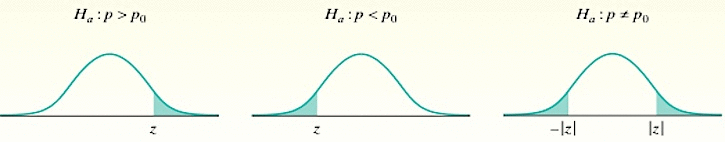 Hₐ : p > p₀
Hₐ : p < p₀
Hₐ : p ≠ p₀
z
z
−|z|
|z|